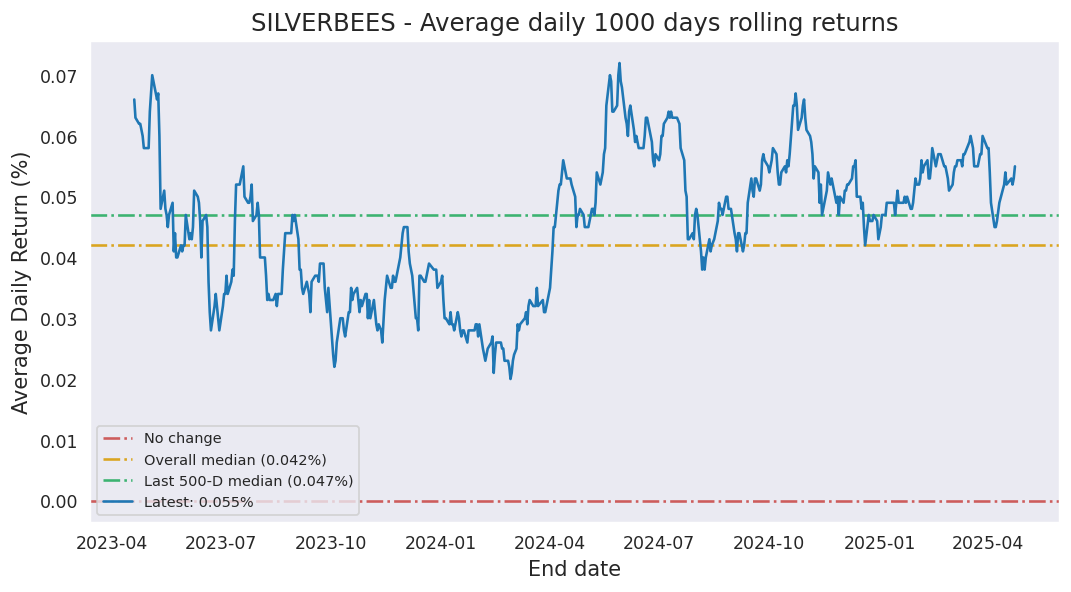 SILVERBEES - Average daily 1000 days rolling returns
Average Daily Return (%)
0.07
0.06
0.05
0.04
0.03
0.02
0.01
0.00
No change
Overall median (0.042%)
Last 500-D median (0.047%)
Latest: 0.055%
2023-04 2023-07 2023-10 2024-01 2024-04 2024-07 2024-10 2025-01 2025-04
End date